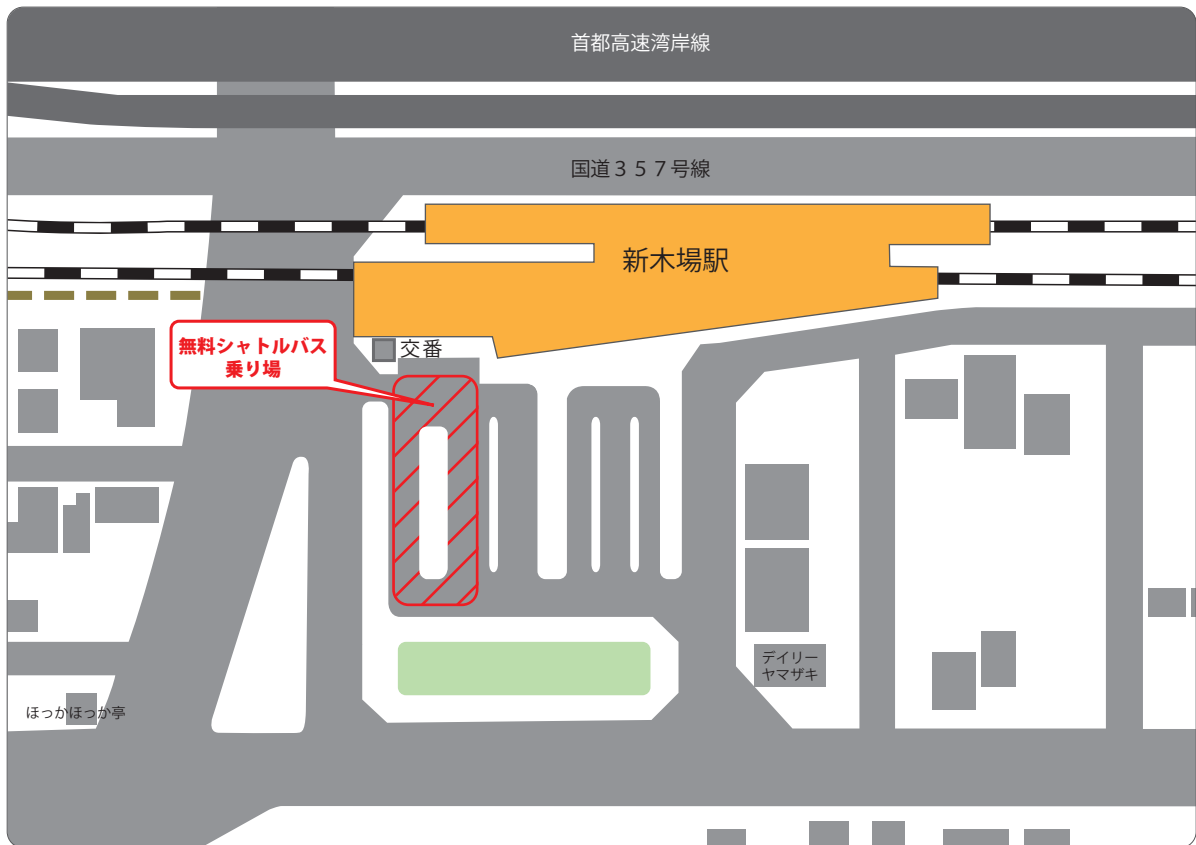 首都高速湾岸線
国道３５７号線
新木場駅
交番
無料シャトルバス
乗り場
デイリー
ヤマザキ
ほっかほっか亭